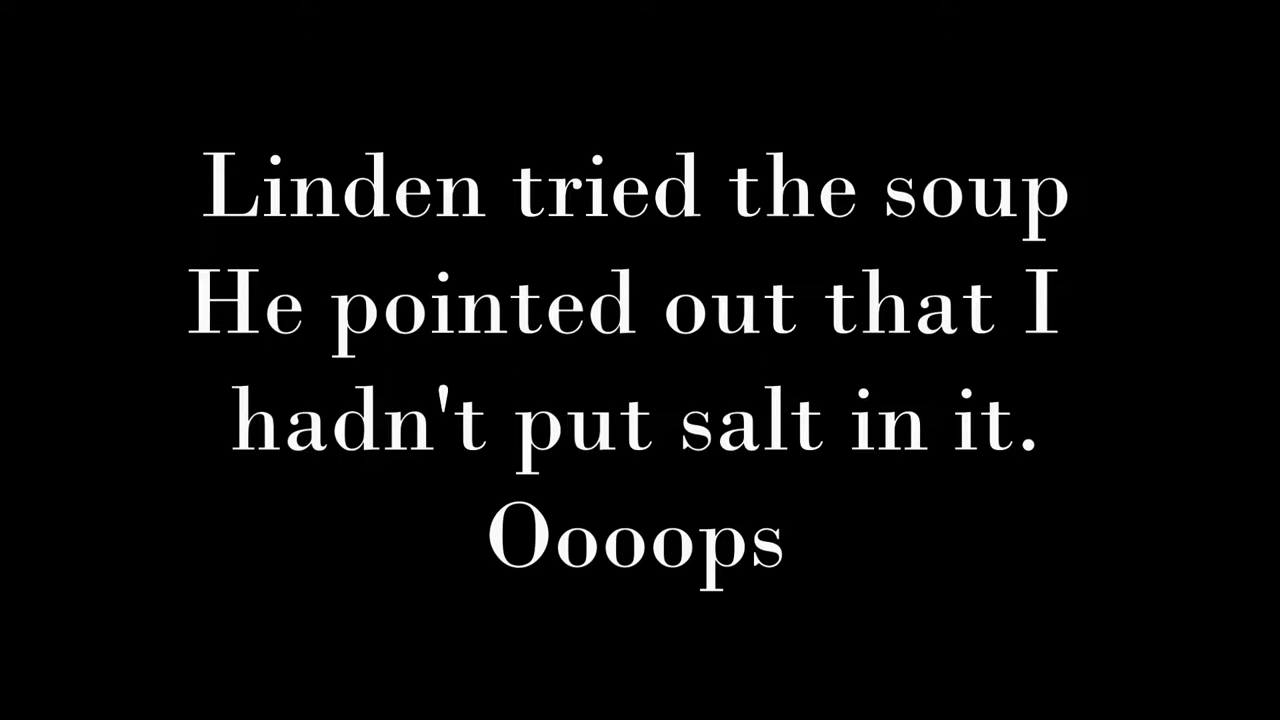 Linden tried the soup
He pointed out that I
hadn't put salt in it.
Oooops